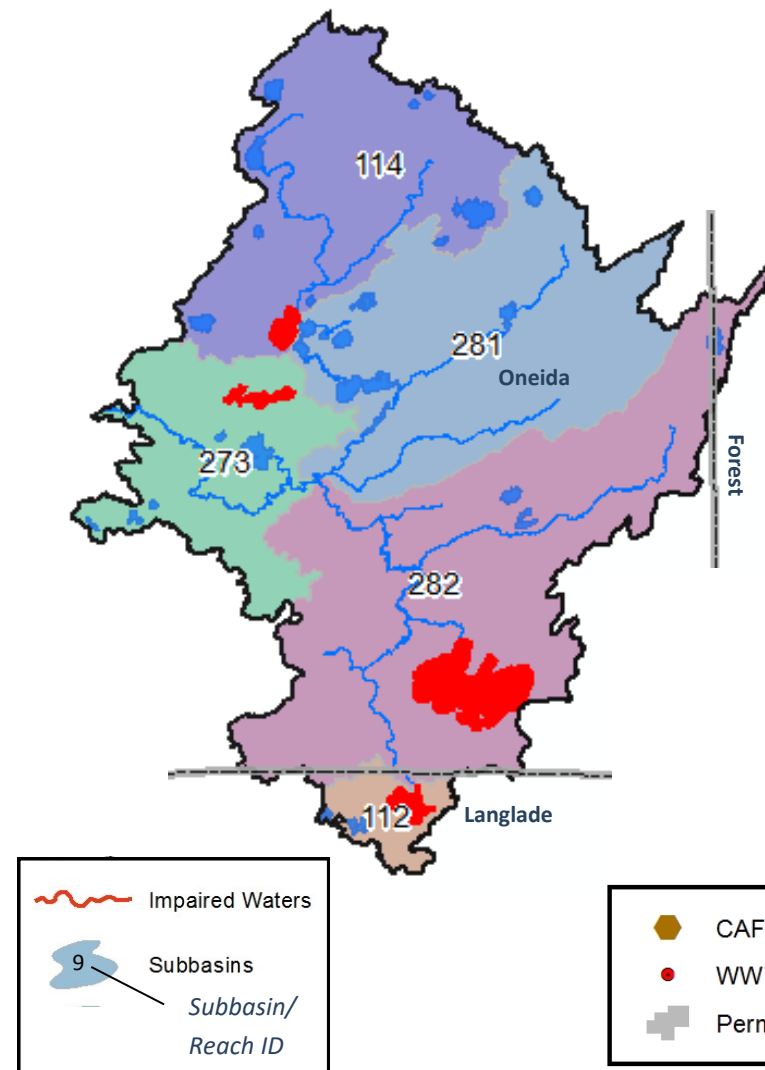 114
281
Oneida
273
Forest
282
112
Langlade
Impaired Waters
9
Subbasins
Subbasin/
Reach ID
CAF
WW
Perm